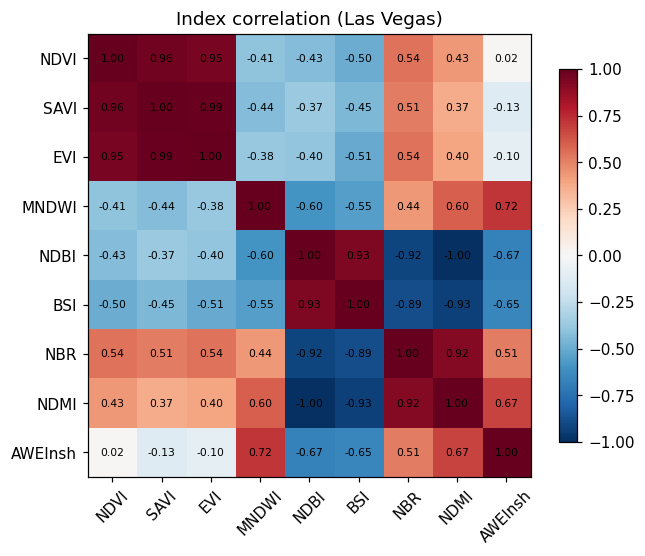 Index correlation (Las Vegas)
NDVI 1.00 0.96 0.95 -0.41 -0.43 -0.50 0.54 0.43 0.02
SAVI 0.96 1.00 0.99 -0.44 -0.37 -0.45 0.51 0.37 -0.13
EVI 0.95 0.99 1.00 -0.38 -0.40 -0.51 0.54 0.40 -0.10
MNDWI -0.41 -0.44 -0.38 1.00 -0.60 -0.55 0.44 0.60 0.72
NDBI -0.43 -0.37 -0.40 -0.60 1.00 0.93 -0.92 -1.00 -0.67
BSI -0.50 -0.45 -0.51 -0.55 0.93 1.00 -0.89 -0.93 -0.65
NBR 0.54 0.51 0.54 0.44 -0.92 -0.89 1.00 0.92 0.51
NDMI 0.43 0.37 0.40 0.60 -1.00 -0.93 0.92 1.00 0.67
AWEInsh 0.02 -0.13 -0.10 0.72 -0.67 -0.65 0.51 0.67 1.00
NDVI SAVI EVI MNDWI NDBI BSI NBR NDMI AWEInsh
1.00
0.75
0.50
0.25
0.00
−0.25
−0.50
−0.75
−1.00